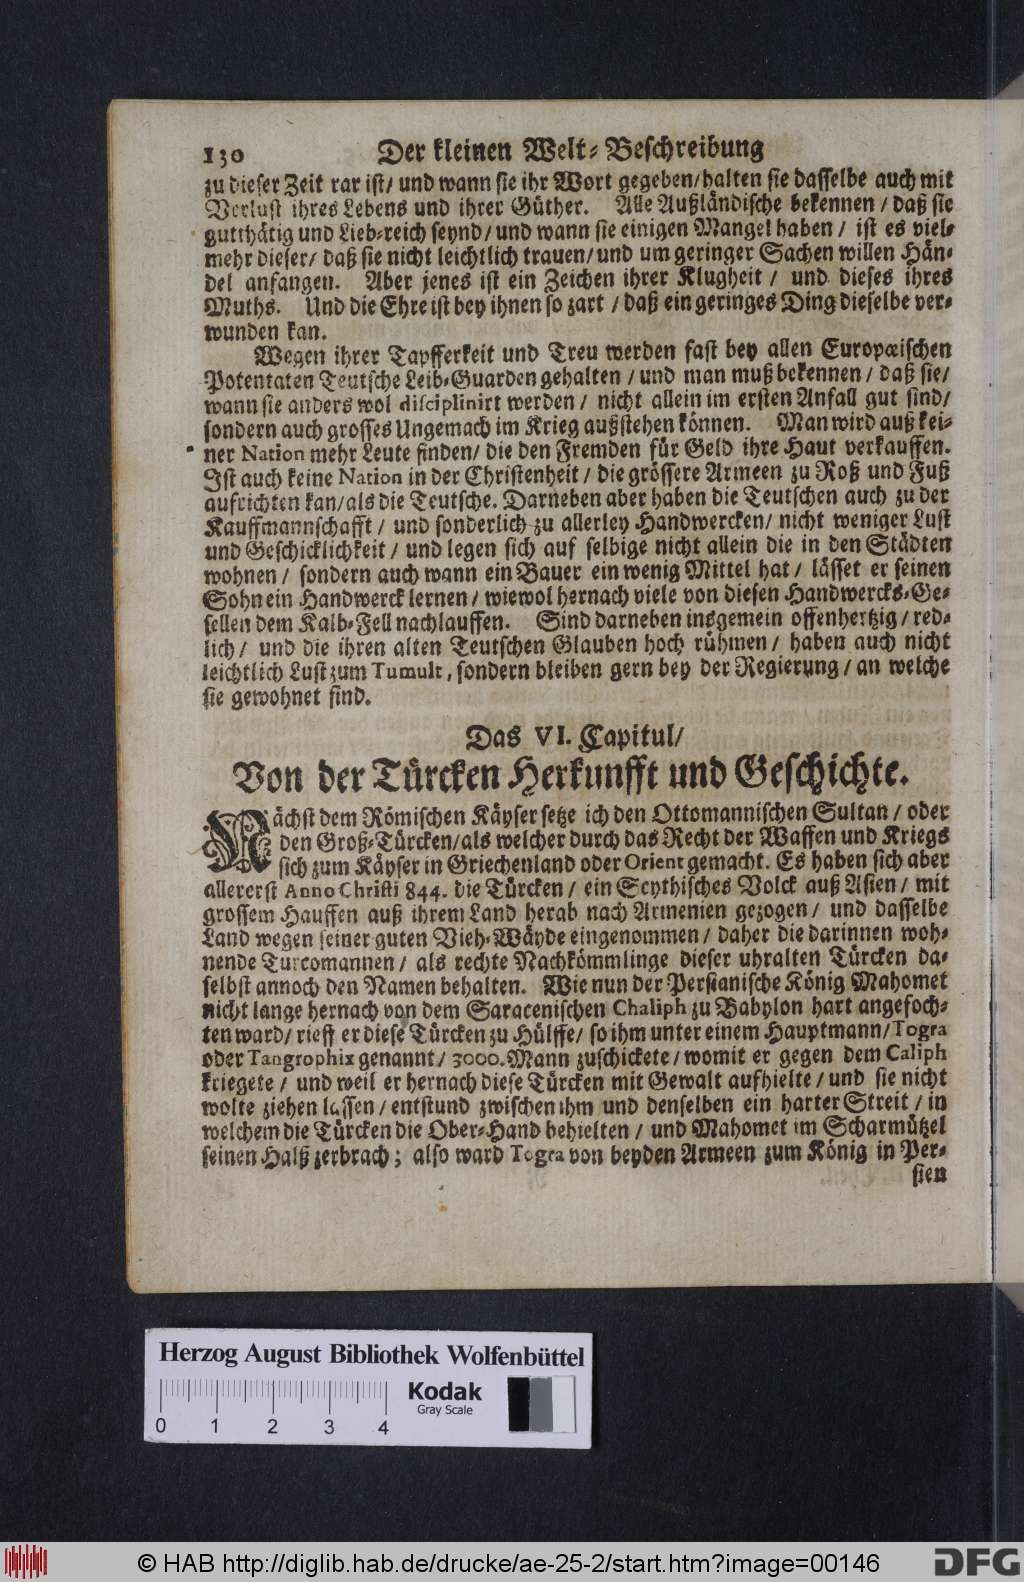 130 Der kleinen Welt-Beschreibung
zu dieser Zeit rar ist/ und wann sie ihr Wort gegeben/ halten sie dasselbe auch mit
Verlust ihres Lebens und ihrer Güther. Alle Außländische bekennen/ daß sie
gutthätig und Lieb-reich seynd/ und wann sie einigen Mangel haben/ ist es viel-
mehr dieser/ daß sie nicht leichtlich trauen/ und um geringer Sachen willen Hän-
del anfangen. Aber jenes ist ein Zeichen ihrer Klugheit/ und dieses ihres
Muths. Und die Ehre ist bey ihnen so zart/ daß ein geringes Ding dieselbe ver-
wunden kan.
Wegen ihrer Tapfferkeit und Treu werden fast bey allen Europæischen
Potentaten Teutsche Leib-Guarden gehalten/ und man muß bekennen/ daß sie/
wann sie anders wol disciplinirt werden/ nicht allein im ersten Anfall gut sind/
sondern auch grosses Ungemach im Krieg außstehen können. Man wird auß kei-
ner Nation mehr Leute finden/ die den Fremden für Geld ihre Haut verkauffen.
Ist auch keine Nation in der Christenheit/ die grössere Armeen zu Roß und Fuß
aufrichten kan/ als die Teutsche. Darneben aber haben die Teutschen auch zu der
Kauffmannschafft/ und sonderlich zu allerley Handwercken/ nicht weniger Lust
und Geschicklichkeit/ und legen sich auf selbige nicht allein die in den Städten
wohnen/ sondern auch wann ein Bauer ein wenig Mittel hat/ lässet er seinen
Sohn ein Handwerck lernen/ wiewol hernach viele von diesen Handwercks-Ge-
sellen dem Kalb-Fell nachlauffen. Sind darneben insgemein offenhertzig/ red-
lich/ und die ihren alten Teutschen Glauben hoch rühmen/ haben auch nicht
leichtlich Lust zum Tumult, sondern bleiben gern bey der Regierung/ an welche
sie gewohnet sind.
Das VI. Capitul/
Von der Türcken Herkunfft und Geschichte.
Nächst dem Römischen Käyser setze ich den Ottomannischen Sultan/ oder
den Groß-Türcken/ als welcher durch das Recht der Waffen und Kriegs
sich zum Käyser in Griechenland oder Orient gemacht. Es haben sich aber
allererst Anno Christi 844. die Türcken/ ein Scythisches Volck auß Asien/ mit
grossem Hauffen auß ihrem Land herab nach Armenien gezogen/ und dasselbe
Land wegen seiner guten Vieh-Wäyde eingenommen/ daher die darinnen woh-
nende Turcomannen/ als rechte Nachkömmlinge dieser uhralten Türcken da-
selbst annoch den Namen behalten. Wie nun der Persianische König Mahomet
nicht lange hernach von dem Saracenischen Chaliph zu Babylon hart angefoch-
ten ward/ rieff er diese Türcken zu Hülffe/ so ihm unter einem Hauptmann/ Togra
oder Tangrophix genannt/ 3000. Mann zuschickete/ womit er gegen dem Caliph
kriegete/ und weil er hernach diese Türcken mit Gewalt aufhielte/ und sie nicht
wolte ziehen lassen/ entstund zwischen ihm und denselben ein harter Streit/ in
welchem die Türcken die Ober-Hand behielten/ und Mahomet im Scharmützel
seinen Halß zerbrach; also ward Togra von beyden Armeen zum König in Per-
sien
Herzog August Bibliothek Wolfenbüttel
Kodak
Gray Scale
0 1 2 3 4
© HAB http://diglib.hab.de/drucke/ae-25-2/start.htm?image=00146
DFG